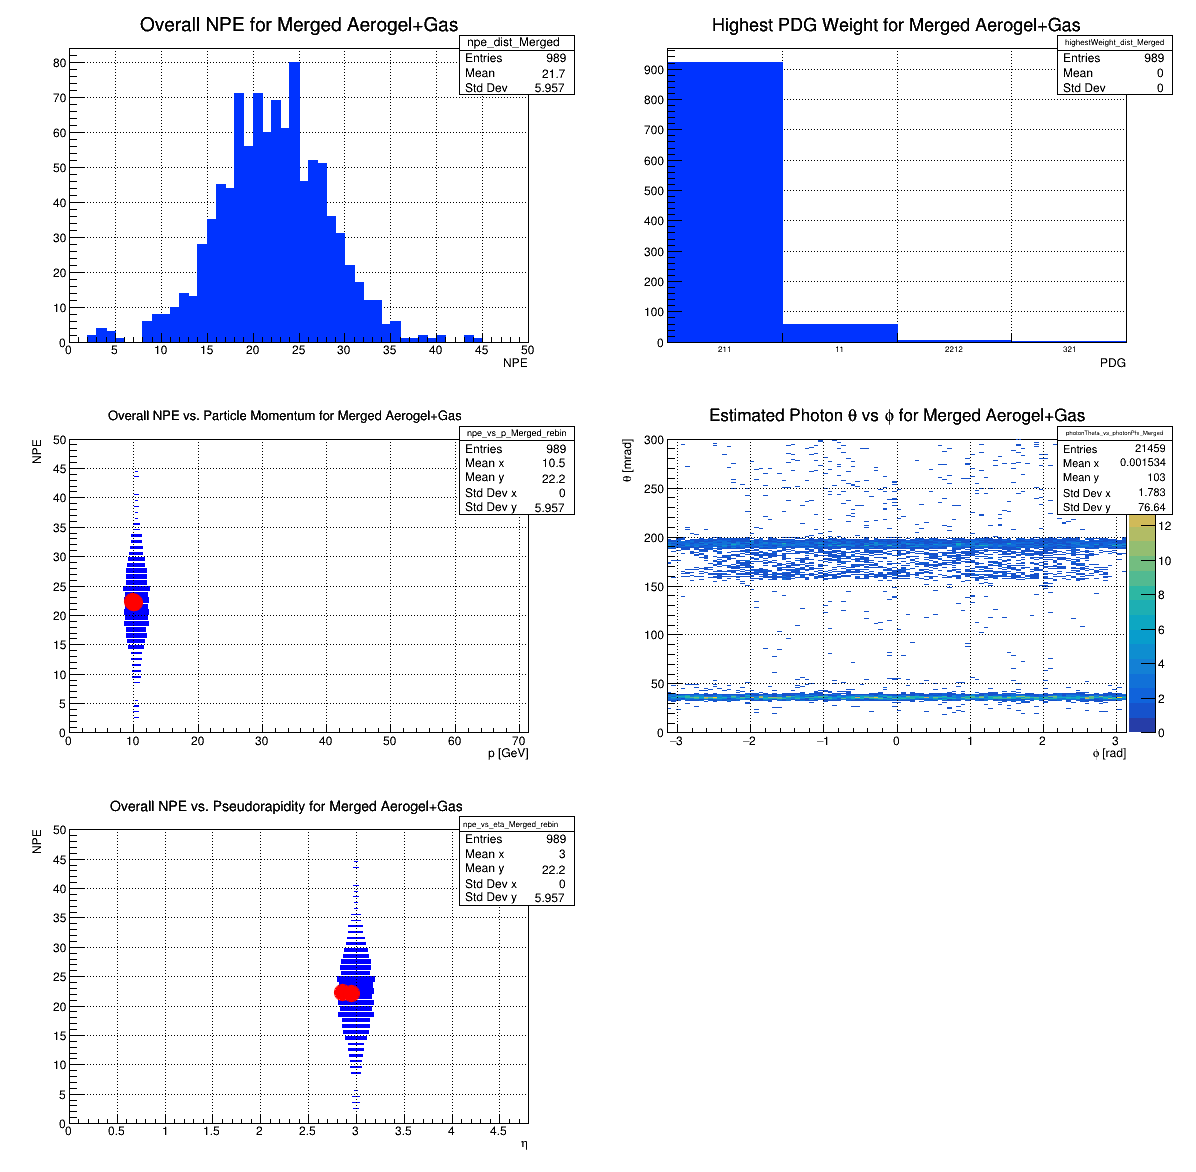 Overall NPE for Merged Aerogel+Gas
npe_dist_Merged
Entries 989
Mean 21.7
Std Dev 5.957
80
70
60
50
40
30
20
10
0
0 5 10 15 20 25 30 35 40 45 50
NPE
Highest PDG Weight for Merged Aerogel+Gas
highestWeight_dist_Merged
Entries 989
Mean 0
Std Dev 0
900
800
700
600
500
400
300
200
100
0
211 11 2212 321
PDG
Overall NPE vs. Particle Momentum for Merged Aerogel+Gas
npe_vs_p_Merged_rebin
Entries 989
Mean x 10.5
Mean y 22.2
Std Dev x 0
Std Dev y 5.957
NPE
50
45
40
35
30
25
20
15
10
5
0
0 10 20 30 40 50 60 70
p [GeV]
Estimated Photon θ vs φ for Merged Aerogel+Gas
photonTheta_vs_photonPhi_Merged
Entries 21459
Mean x 0.001534
Mean y 103
Std Dev x 1.783
Std Dev y 76.64
θ [mrad]
300
250
200
150
100
50
0
−3 −2 −1 0 1 2 3
φ [rad]
12
10
8
6
4
2
0
Overall NPE vs. Pseudorapidity for Merged Aerogel+Gas
npe_vs_eta_Merged_rebin
Entries 989
Mean x 3
Mean y 22.2
Std Dev x 0
Std Dev y 5.957
NPE
50
45
40
35
30
25
20
15
10
5
0
0 0.5 1 1.5 2 2.5 3 3.5 4 4.5
η